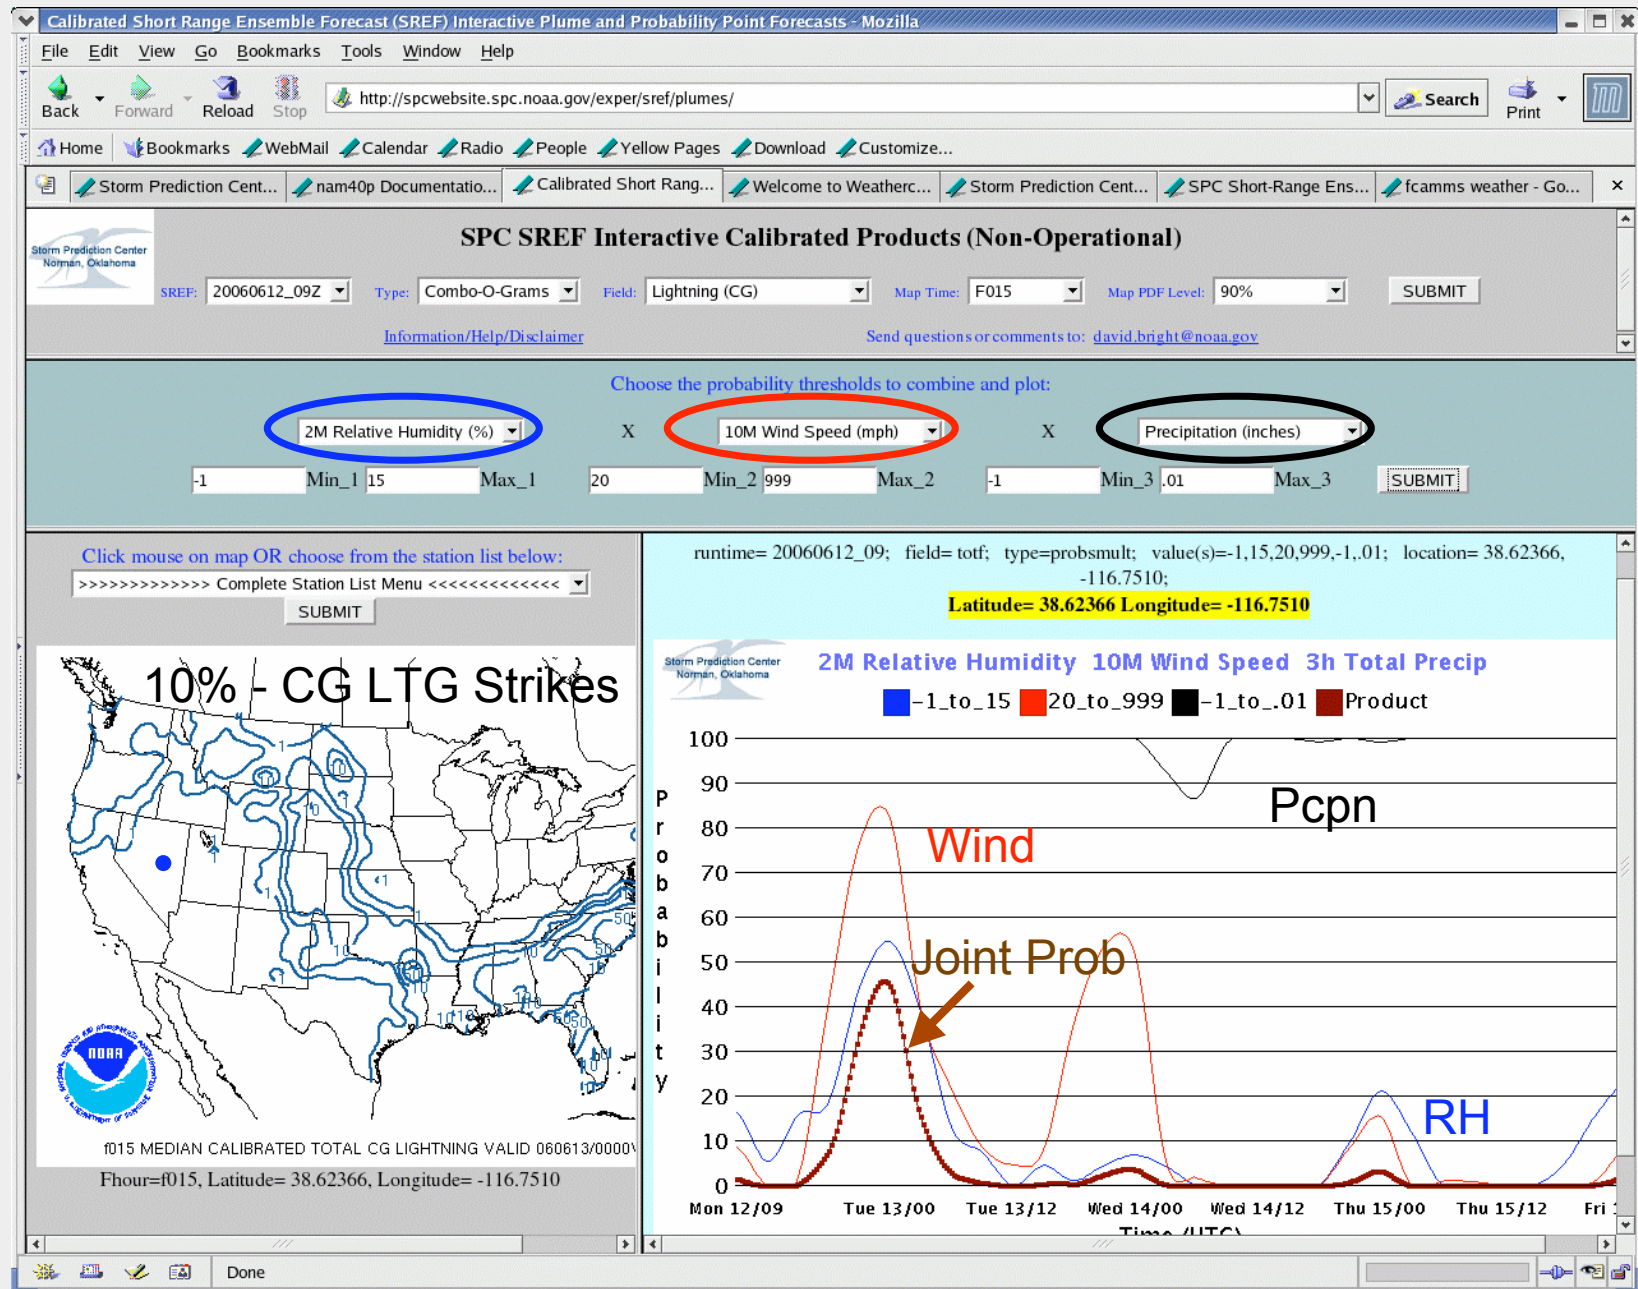 Calibrated Short Range Ensemble Forecast (SREF) Interactive Plume and Probability Point Forecasts - Mozilla
File Edit View Go Bookmarks Tools Window Help
Back Forward Reload Stop http://spcwebsite.spc.noaa.gov/exper/sref/plumes/ Search Print
Home Bookmarks WebMail Calendar Radio People Yellow Pages Download Customize...
Storm Prediction Cent... nam40p Documentatio... Calibrated Short Rang... Welcome to Weatherc... Storm Prediction Cent... SPC Short-Range Ens... fcamms weather - Go...
Storm Prediction Center
Norman, Oklahoma
SPC SREF Interactive Calibrated Products (Non-Operational)
SREF: 20060612_09Z Type: Combo-O-Grams Field: Lightning (CG) Map Time: F015 Map PDF Level: 90% SUBMIT
Information/Help/Disclaimer Send questions or comments to: david.bright@noaa.gov
Choose the probability thresholds to combine and plot:
2M Relative Humidity (%) X 10M Wind Speed (mph) X Precipitation (inches)
-1 Min_1 15 Max_1 20 Min_2 999 Max_2 -1 Min_3 .01 Max_3 SUBMIT
Click mouse on map OR choose from the station list below:
>>>>>>>>>>>>> Complete Station List Menu <<<<<<<<<<<<<
SUBMIT
10% - CG LTG Strikes
NOAA
f015 MEDIAN CALIBRATED TOTAL CG LIGHTNING VALID 060613/0000
Fhour=f015, Latitude= 38.62366, Longitude= -116.7510
runtime= 20060612_09; field= totf; type=probsmult; value(s)=-1,15,20,999,-1,.01; location= 38.62366,
-116.7510;
Latitude= 38.62366 Longitude= -116.7510
Storm Prediction Center
Norman, Oklahoma
2M Relative Humidity 10M Wind Speed 3h Total Precip
-1_to_15 20_to_999 -1_to_.01 Product
Probability
100
90
80
70
60
50
40
30
20
10
0
Pcpn
Wind
Joint Prob
RH
Mon 12/09 Tue 13/00 Tue 13/12 Wed 14/00 Wed 14/12 Thu 15/00 Thu 15/12 Fri
Time (UTC)
Done